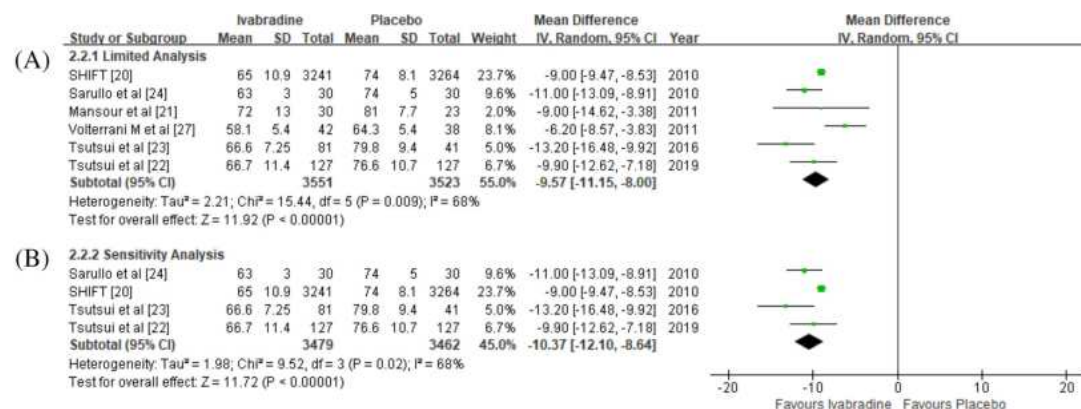 Ivabradine Placebo Mean Difference Mean Difference
Study or Subgroup Mean SD Total Mean SD Total Weight IV, Random, 95% CI Year IV, Random, 95% CI
(A) 2.2.1 Limited Analysis
SHIFT [20] 65 10.9 3241 74 8.1 3264 23.7% -9.00 [-9.47, -8.53] 2010
Sarullo et al [24] 63 3 30 74 5 30 9.6% -11.00 [-13.09, -8.91] 2010
Mansour et al [21] 72 13 30 81 7.7 23 2.0% -9.00 [-14.62, -3.38] 2011
Volterrani M et al [27] 58.1 5.4 42 64.3 5.4 38 8.1% -6.20 [-8.57, -3.83] 2011
Tsutsui et al [23] 66.6 7.25 81 79.8 9.4 41 5.0% -13.20 [-16.48, -9.92] 2016
Tsutsui et al [22] 66.7 11.4 127 76.6 10.7 127 6.7% -9.90 [-12.62, -7.18] 2019
Subtotal (95% CI) 3551 3523 55.0% -9.57 [-11.15, -8.00]
Heterogeneity: Tau² = 2.21; Chi² = 15.44, df = 5 (P = 0.009); I² = 68%
Test for overall effect: Z = 11.92 (P < 0.00001)
(B) 2.2.2 Sensitivity Analysis
Sarullo et al [24] 63 3 30 74 5 30 9.6% -11.00 [-13.09, -8.91] 2010
SHIFT [20] 65 10.9 3241 74 8.1 3264 23.7% -9.00 [-9.47, -8.53] 2010
Tsutsui et al [23] 66.6 7.25 81 79.8 9.4 41 5.0% -13.20 [-16.48, -9.92] 2016
Tsutsui et al [22] 66.7 11.4 127 76.6 10.7 127 6.7% -9.90 [-12.62, -7.18] 2019
Subtotal (95% CI) 3479 3462 45.0% -10.37 [-12.10, -8.64]
Heterogeneity: Tau² = 1.98; Chi² = 9.52, df = 3 (P = 0.02); I² = 68%
Test for overall effect: Z = 11.72 (P < 0.00001)
-20 -10 0 10 20
Favours Ivabradine Favours Placebo